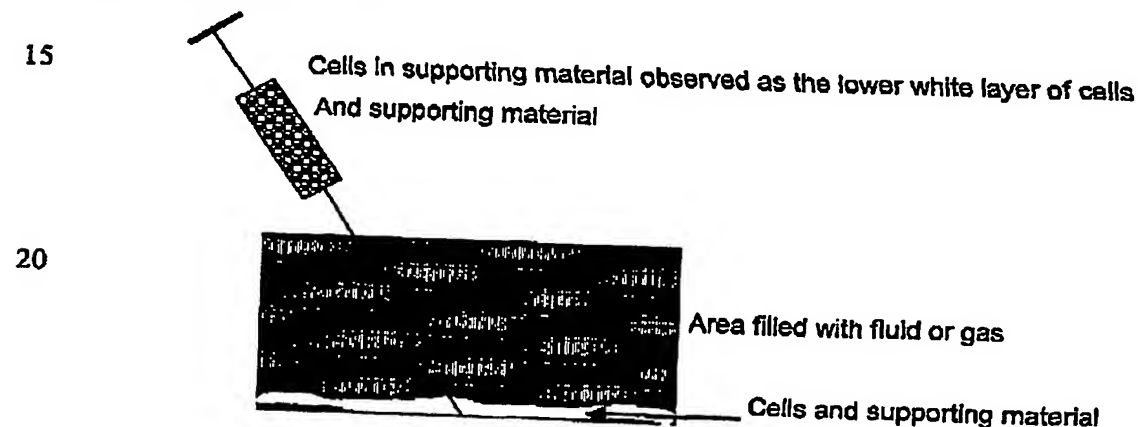 15
Cells in supporting material observed as the lower white layer of cells
And supporting material
20
Area filled with fluid or gas
Cells and supporting material